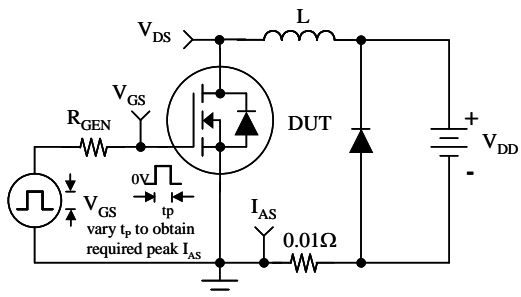 V_DS
L
V_GS
R_GEN
DUT
+
V_DD
-
0V
tp
V_GS
vary t_P to obtain
required peak I_AS
I_AS
0.01Ω